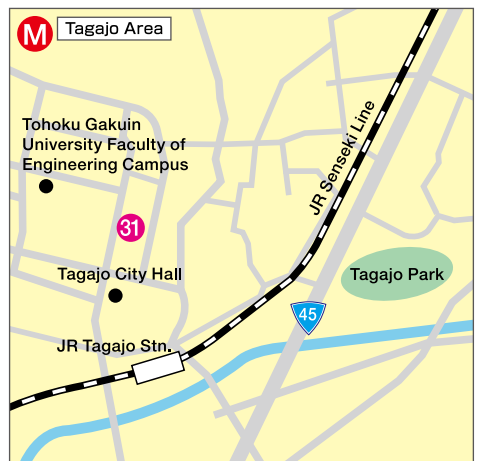 M
Tagajo Area
Tohoku Gakuin
University Faculty of
Engineering Campus
JR Senseki Line
31
Tagajo City Hall
Tagajo Park
45
JR Tagajo Stn.